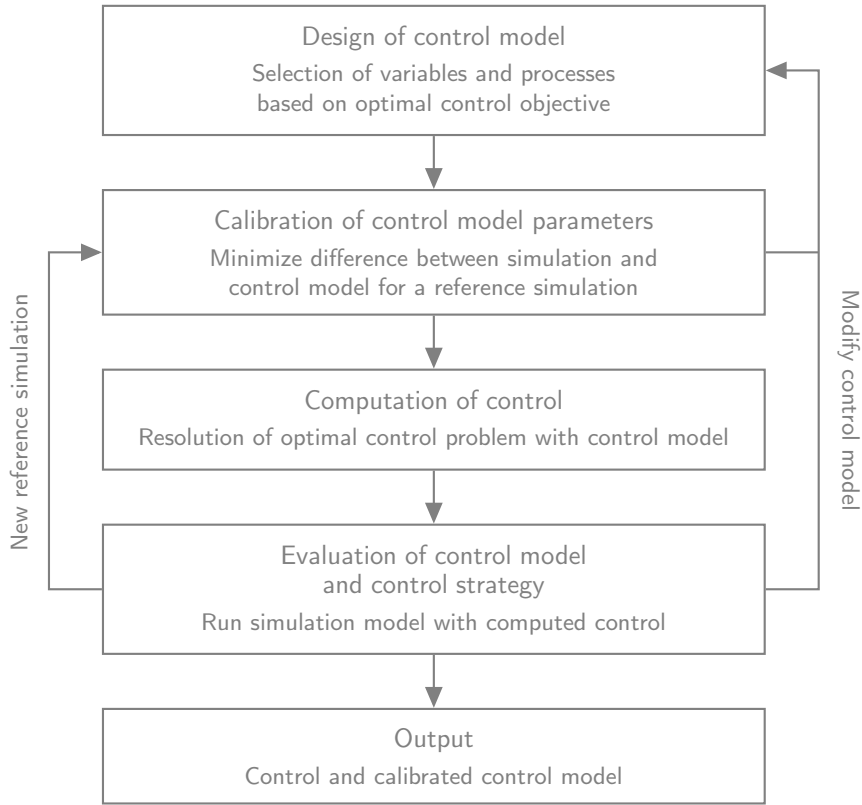 Design of control model
Selection of variables and processes
based on optimal control objective
Calibration of control model parameters
Minimize difference between simulation and
control model for a reference simulation
Computation of control
Resolution of optimal control problem with control model
Evaluation of control model
and control strategy
Run simulation model with computed control
Output
Control and calibrated control model
New reference simulation
Modify control model